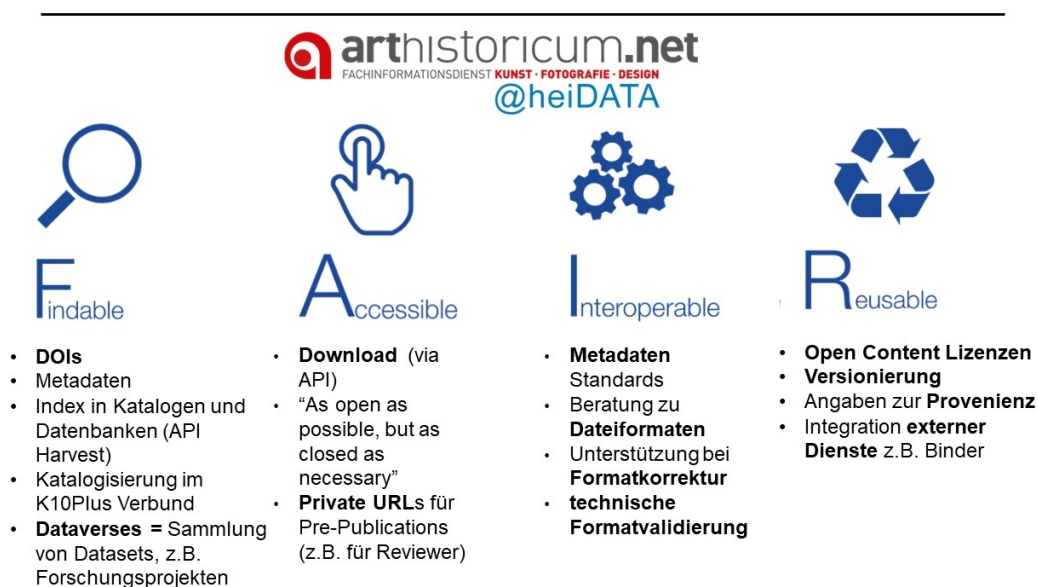 arthistoricum.net
FACHINFORMATIONSDIENST KUNST · FOTOGRAFIE · DESIGN
@heiDATA
Findable
• DOIs
• Metadaten
• Index in Katalogen und
Datenbanken (API
Harvest)
• Katalogisierung im
K10Plus Verbund
• Dataverses = Sammlung
von Datasets, z.B.
Forschungsprojekten
Accessible
• Download (via
API)
• “As open as
possible, but as
closed as
necessary”
• Private URLs für
Pre-Publications
(z.B. für Reviewer)
Interoperable
• Metadaten
Standards
• Beratung zu
Dateiformaten
• Unterstützung bei
Formatkorrektur
• technische
Formatvalidierung
Reusable
• Open Content Lizenzen
• Versionierung
• Angaben zur Provenienz
• Integration externer
Dienste z.B. Binder